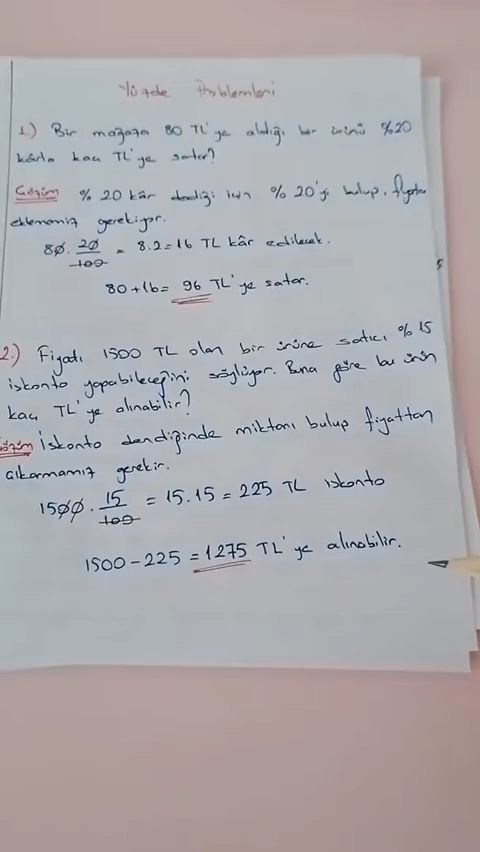 Yüzde Problemleri
1.) Bir mağaza 80 TL'ye aldığı bir ürünü %20
kârla kaç TL'ye satar?
Çözüm % 20 kâr dendiği için % 20'yi bulup, fiyata
eklememiz gerekiyor.
80 . 20/100 = 8.2 = 16 TL kâr edilecek.
80 + 16 = 96 TL'ye satar.
2.) Fiyatı 1500 TL olan bir ürüne satıcı %15
iskonto yapabileceğini söylüyor. Buna göre bu ürün
kaç TL'ye alınabilir?
Çözüm İskonto dendiğinde miktarı bulup fiyattan
çıkarmamız gerekir.
1500 . 15/100 = 15.15 = 225 TL iskonto
1500 - 225 = 1275 TL'ye alınabilir.